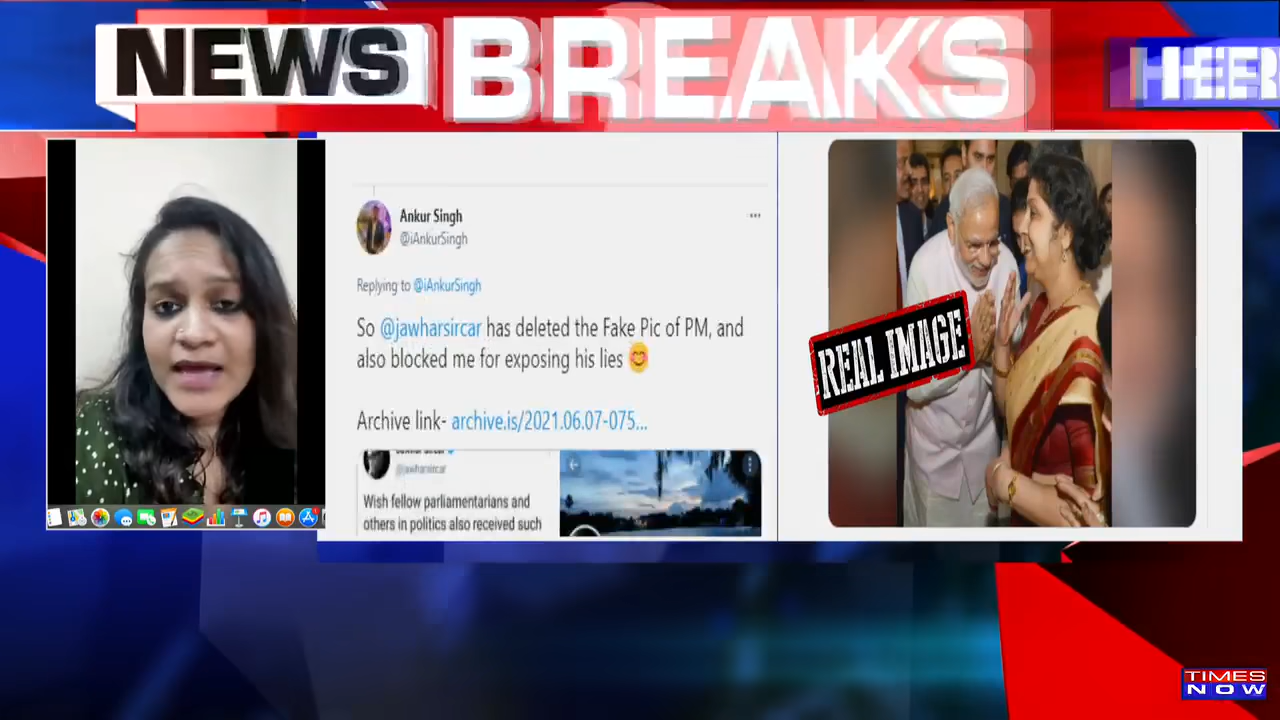 NEWS BREAKS
HEER
Ankur Singh
@iAnkurSingh
Replying to @iAnkurSingh
So @jawharsircar has deleted the Fake Pic of PM, and
also blocked me for exposing his lies
Archive link- archive.is/2021.06.07-075...
@jawharsircar
Wish fellow parliamentarians and
others in politics also received such
REAL IMAGE
TIMES
NOW